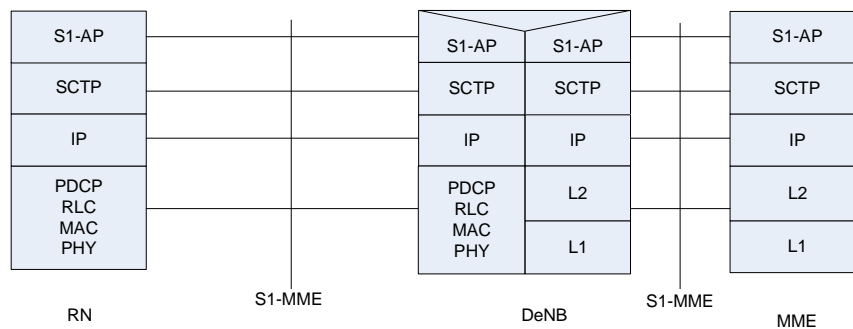 S1-AP
SCTP
IP
PDCP
RLC
MAC
PHY
RN
S1-MME
S1-AP S1-AP
SCTP SCTP
IP IP
PDCP
RLC
MAC
PHY
L2
L1
DeNB
S1-MME
S1-AP
SCTP
IP
L2
L1
MME